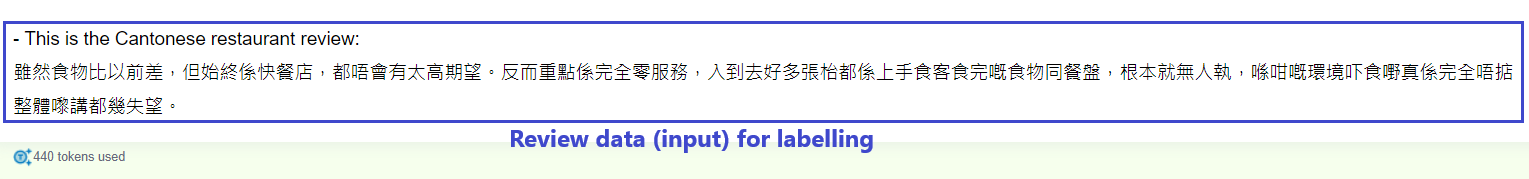 - This is the Cantonese restaurant review:
雖然食物比以前差，但始終係快餐店，都唔會有太高期望。反而重點係完全零服務，入到去好多張枱都係上手食客食完嘅食物同餐盤，根本就無人執，喺咁嘅環境吓食嘢真係完全唔掂
整體嚟講都幾失望。
Review data (input) for labelling
440 tokens used